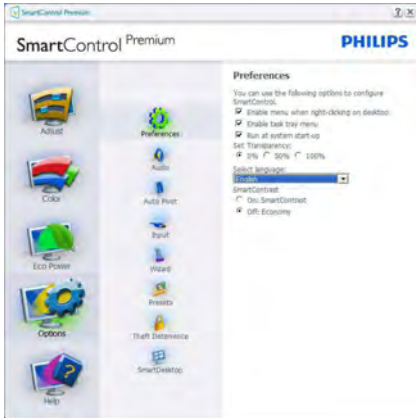 SmartControl Premium
SmartControl Premium
PHILIPS
Adjust
Color
Eco Power
Options
Help
Preferences
Audio
Auto Pivot
Input
Wizard
Presets
Theft Deterrence
SmartDesktop
Preferences
You can use the following options to configure
SmartControl.
Enable menu when right-clicking on desktop
Enable task tray menu
Run at system start-up
Set Transparency:
0% 50% 100%
Select language:
English
SmartContrast
On: SmartContrast
Off: Economy